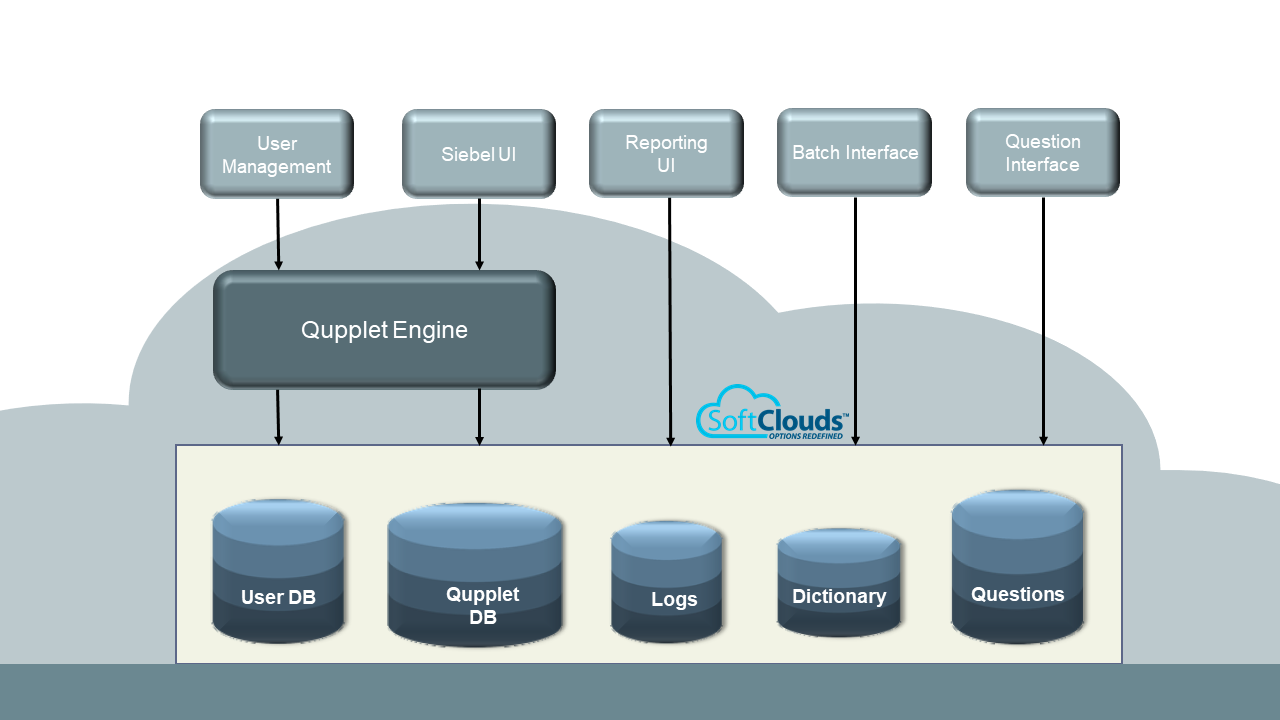 User
Management
Siebel UI
Reporting
UI
Batch Interface
Question
Interface
Qupplet Engine
SoftClouds™
OPTIONS REDEFINED
User DB
Qupplet
DB
Logs
Dictionary
Questions